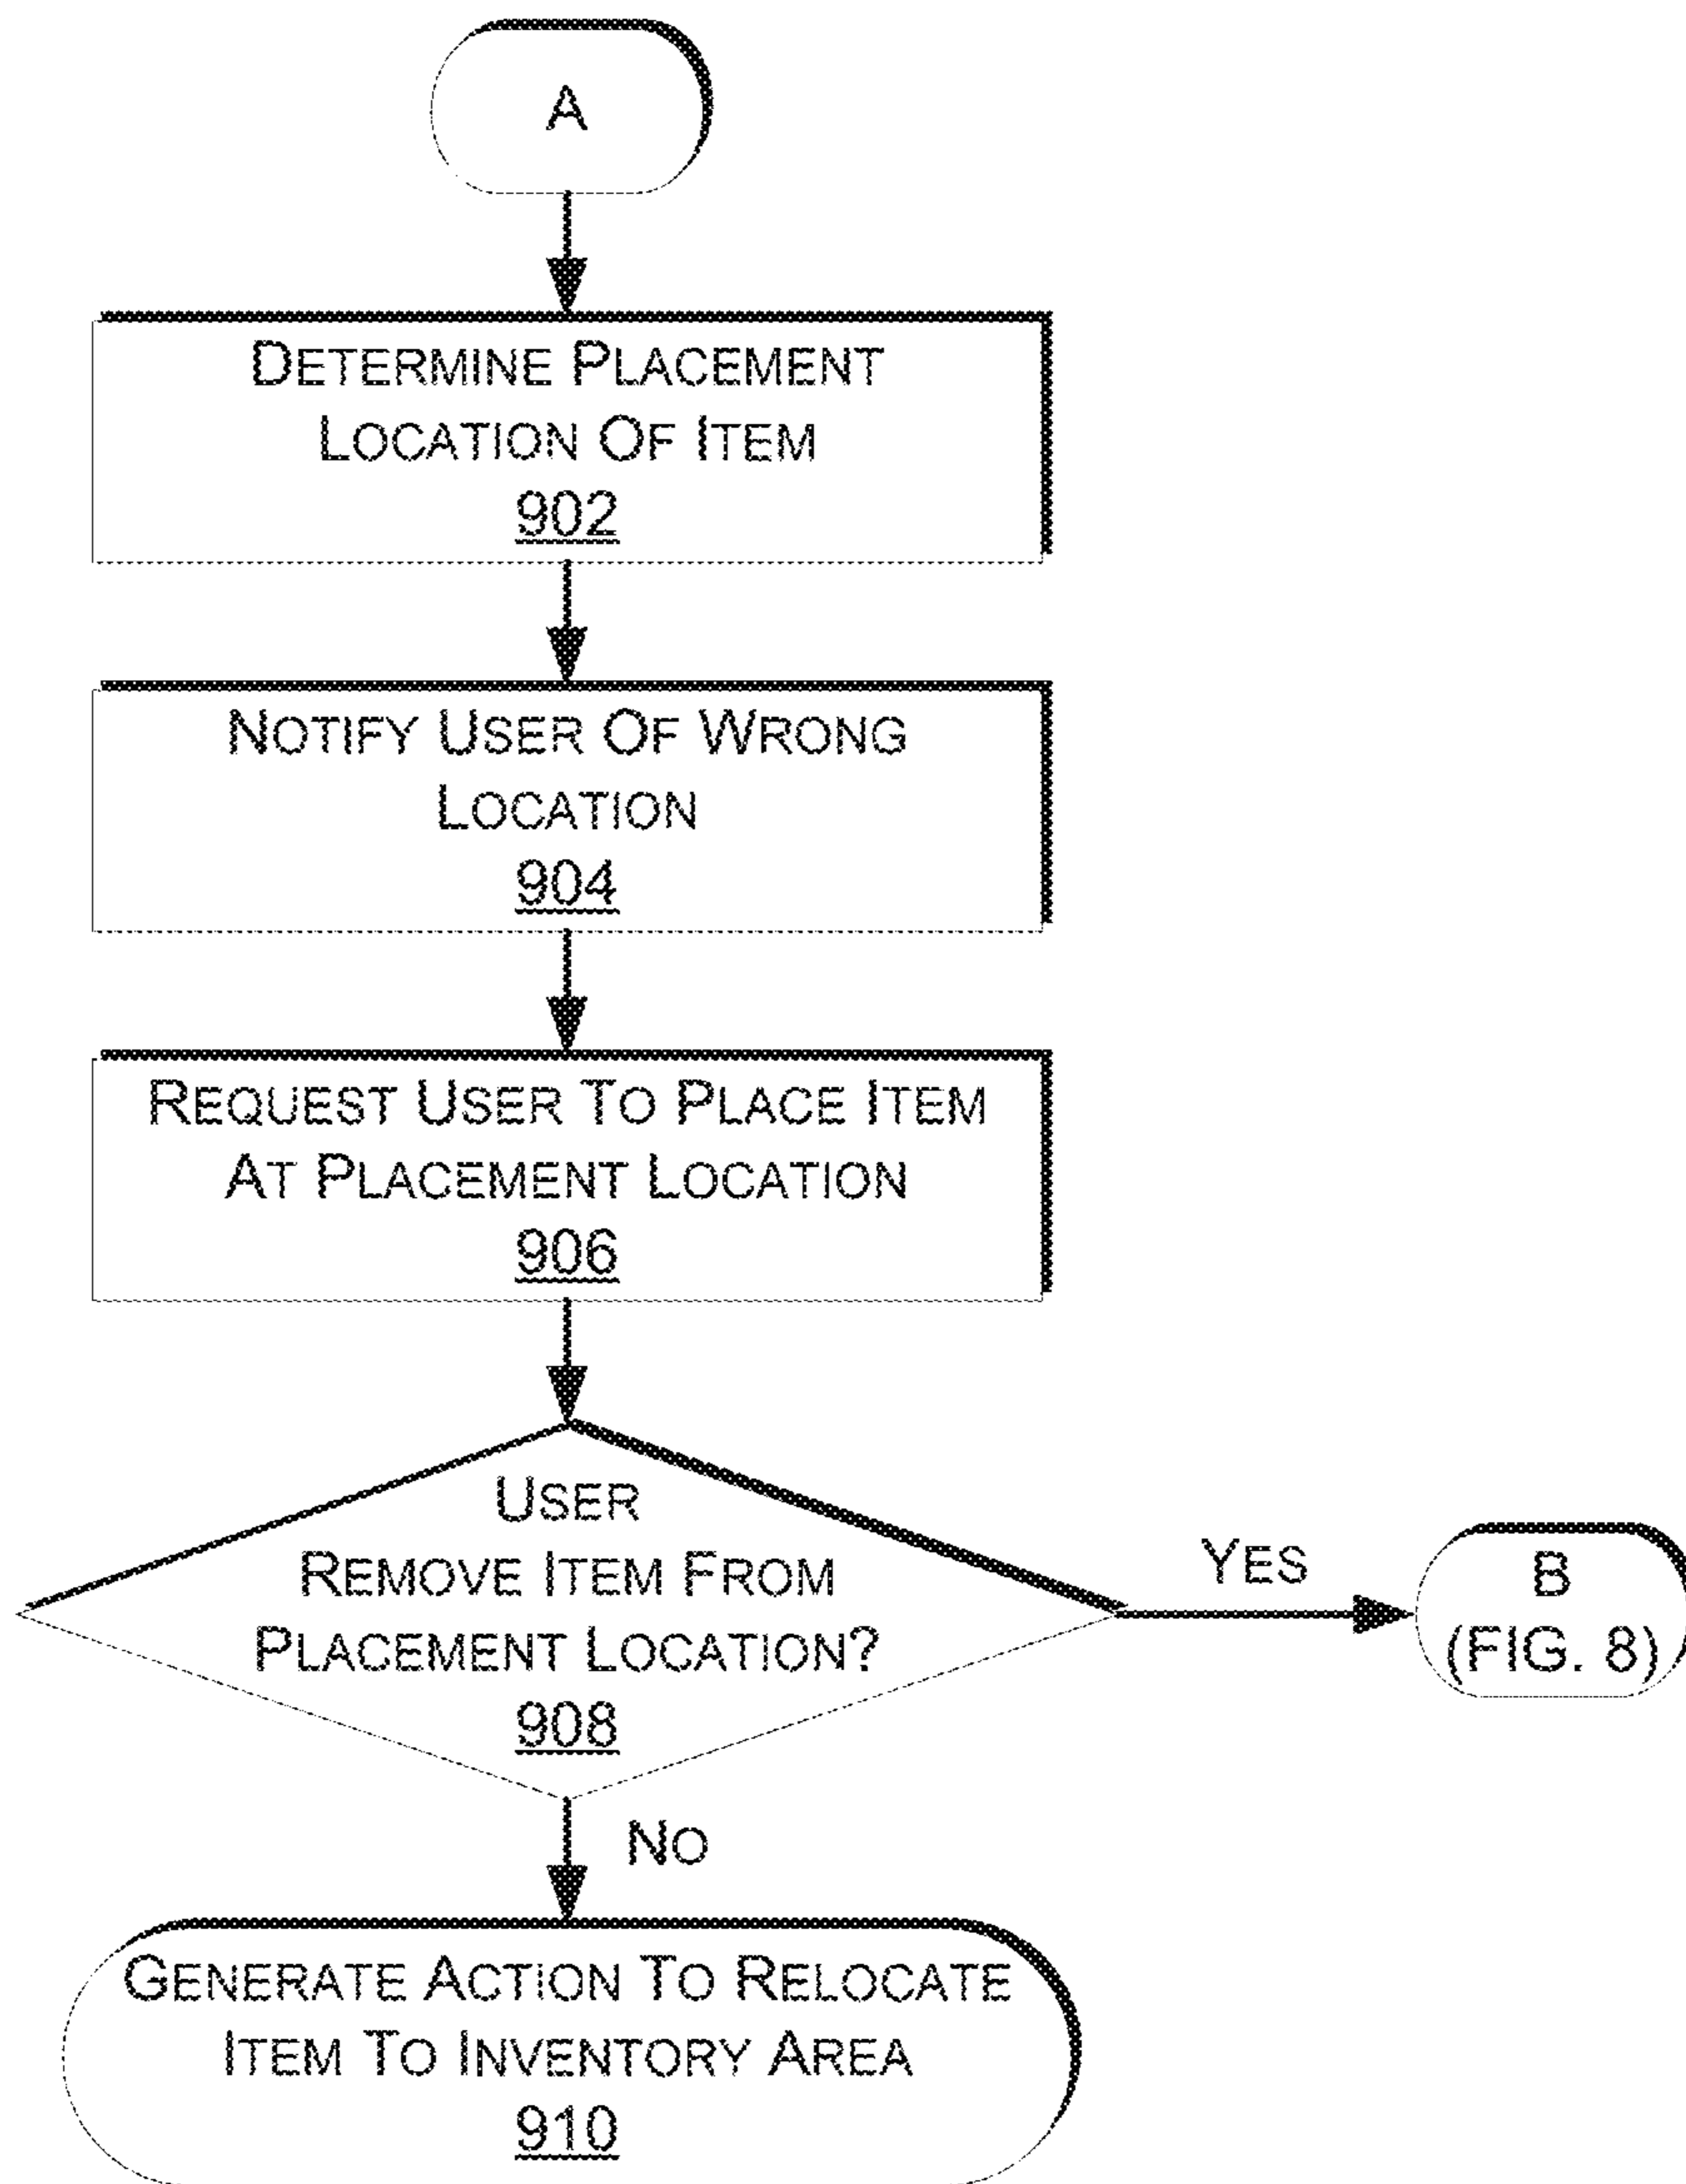 A
DETERMINE PLACEMENT
LOCATION OF ITEM
902
NOTIFY USER OF WRONG
LOCATION
904
REQUEST USER TO PLACE ITEM
AT PLACEMENT LOCATION
906
USER
REMOVE ITEM FROM
PLACEMENT LOCATION?
908
YES
B
(FIG. 8)
NO
GENERATE ACTION TO RELOCATE
ITEM TO INVENTORY AREA
910